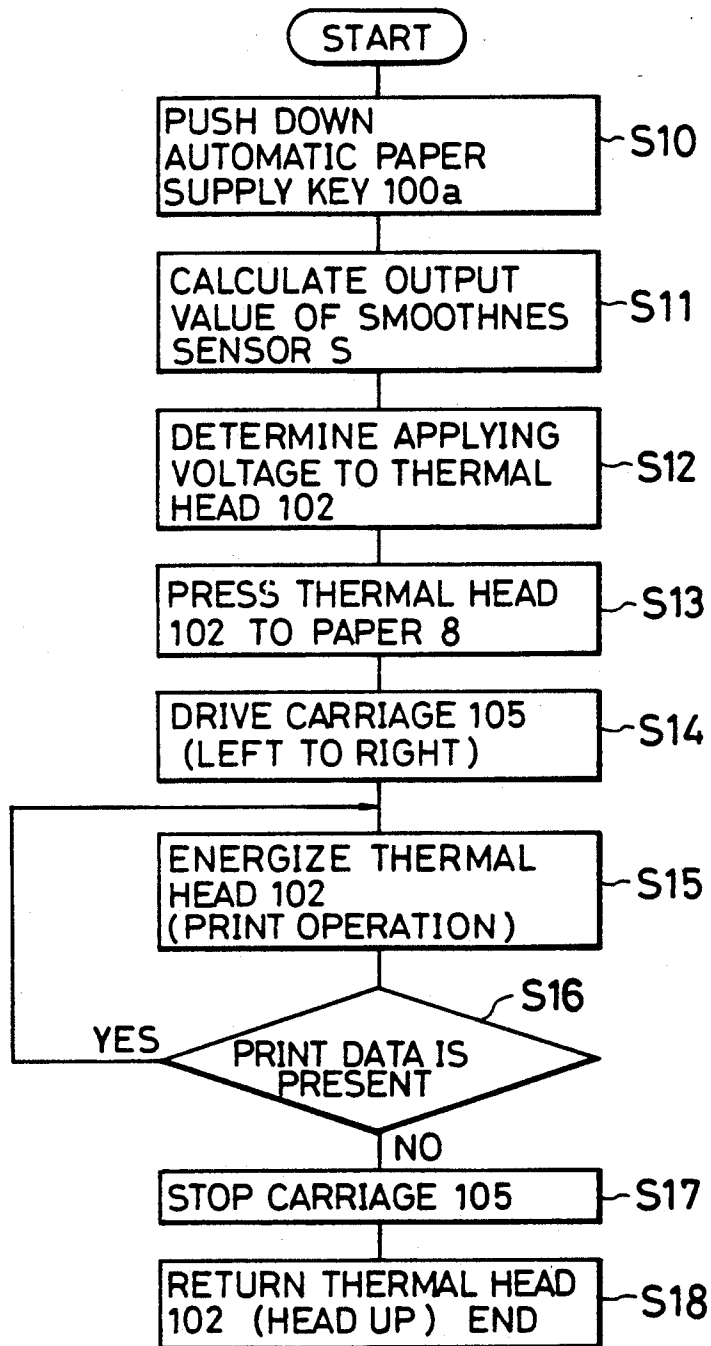 START
PUSH DOWN
AUTOMATIC PAPER
SUPPLY KEY 100a
S10
CALCULATE OUTPUT
VALUE OF SMOOTHNES
SENSOR S
S11
DETERMINE APPLYING
VOLTAGE TO THERMAL
HEAD 102
S12
PRESS THERMAL HEAD
102 TO PAPER 8
S13
DRIVE CARRIAGE 105
(LEFT TO RIGHT)
S14
ENERGIZE THERMAL
HEAD 102
(PRINT OPERATION)
S15
S16
YES
PRINT DATA IS
PRESENT
NO
STOP CARRIAGE 105
S17
RETURN THERMAL HEAD
102 (HEAD UP) END
S18